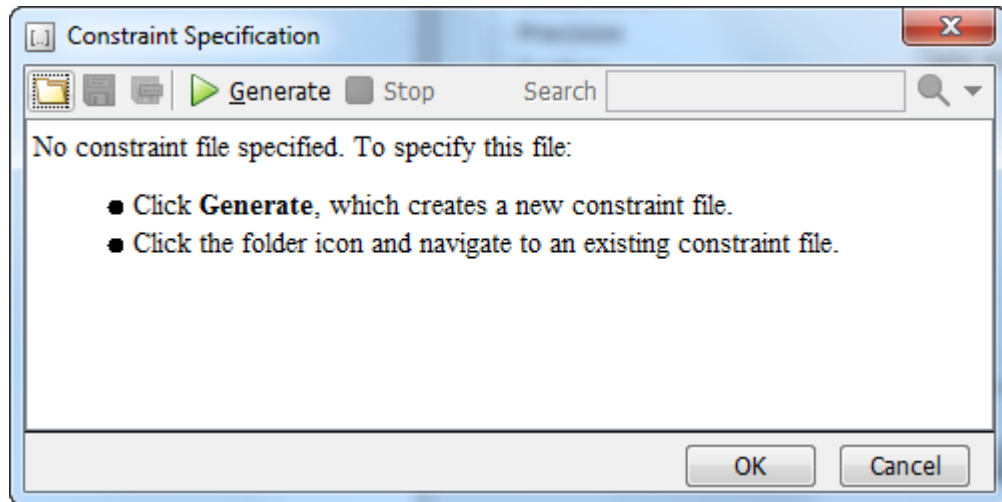 Constraint Specification
Generate Stop Search
No constraint file specified. To specify this file:
Click Generate, which creates a new constraint file.
Click the folder icon and navigate to an existing constraint file.
OK Cancel